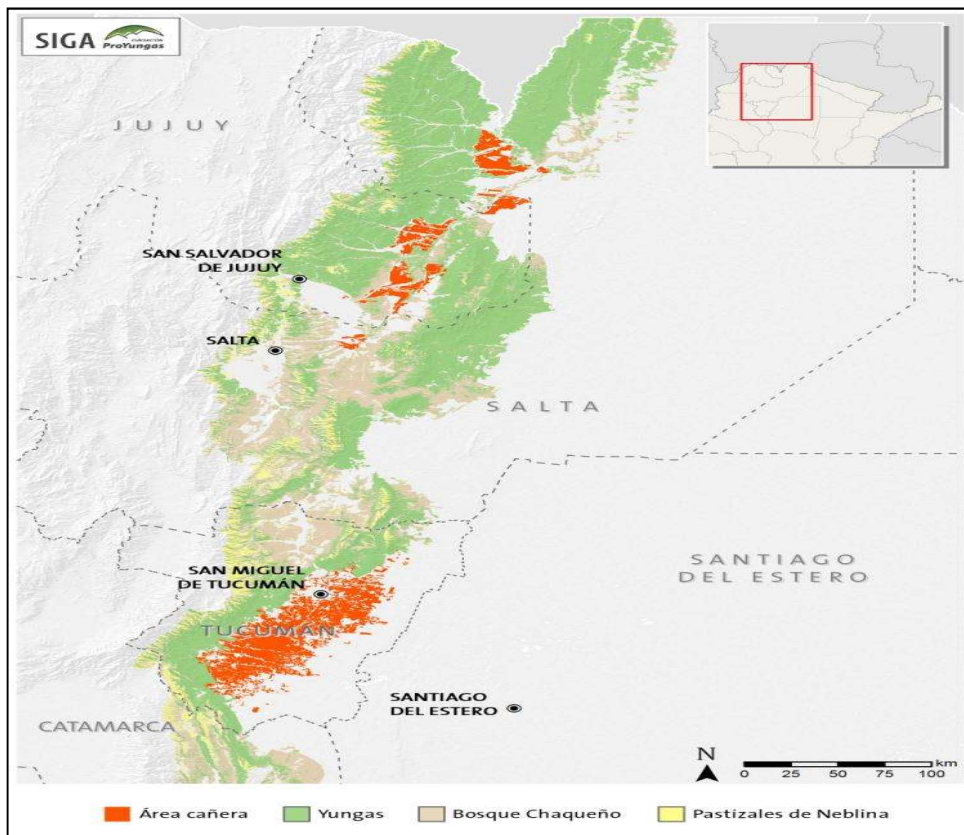 SIGA
FUNDACIÓN
ProYungas
JUJUY
SAN SALVADOR
DE JUJUY
SALTA
SALTA
SAN MIGUEL
DE TUCUMÁN
TUCUMÁN
SANTIAGO
DEL ESTERO
SANTIAGO
DEL ESTERO
CATAMARCA
N
km
0 25 50 75 100
Área cañera
Yungas
Bosque Chaqueño
Pastizales de Neblina